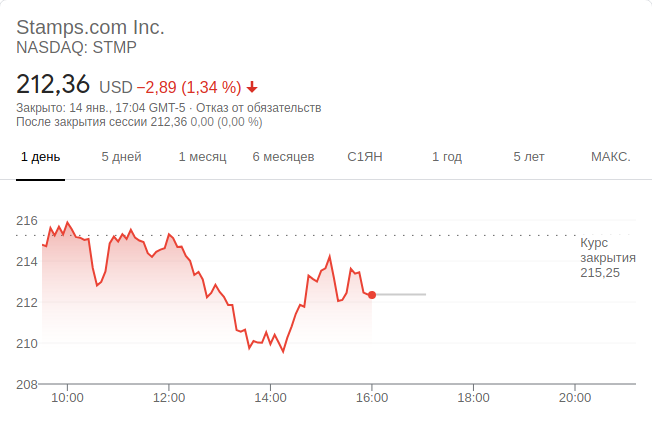 Stamps.com Inc.
NASDAQ: STMP
212,36 USD −2,89 (1,34 %)
Закрыто: 14 янв., 17:04 GMT-5 · Отказ от обязательств
После закрытия сессии 212,36 0,00 (0,00 %)
1 день 5 дней 1 месяц 6 месяцев С1ЯН 1 год 5 лет МАКС.
216
Курс
закрытия
215,25
214
212
210
208
10:00 12:00 14:00 16:00 18:00 20:00